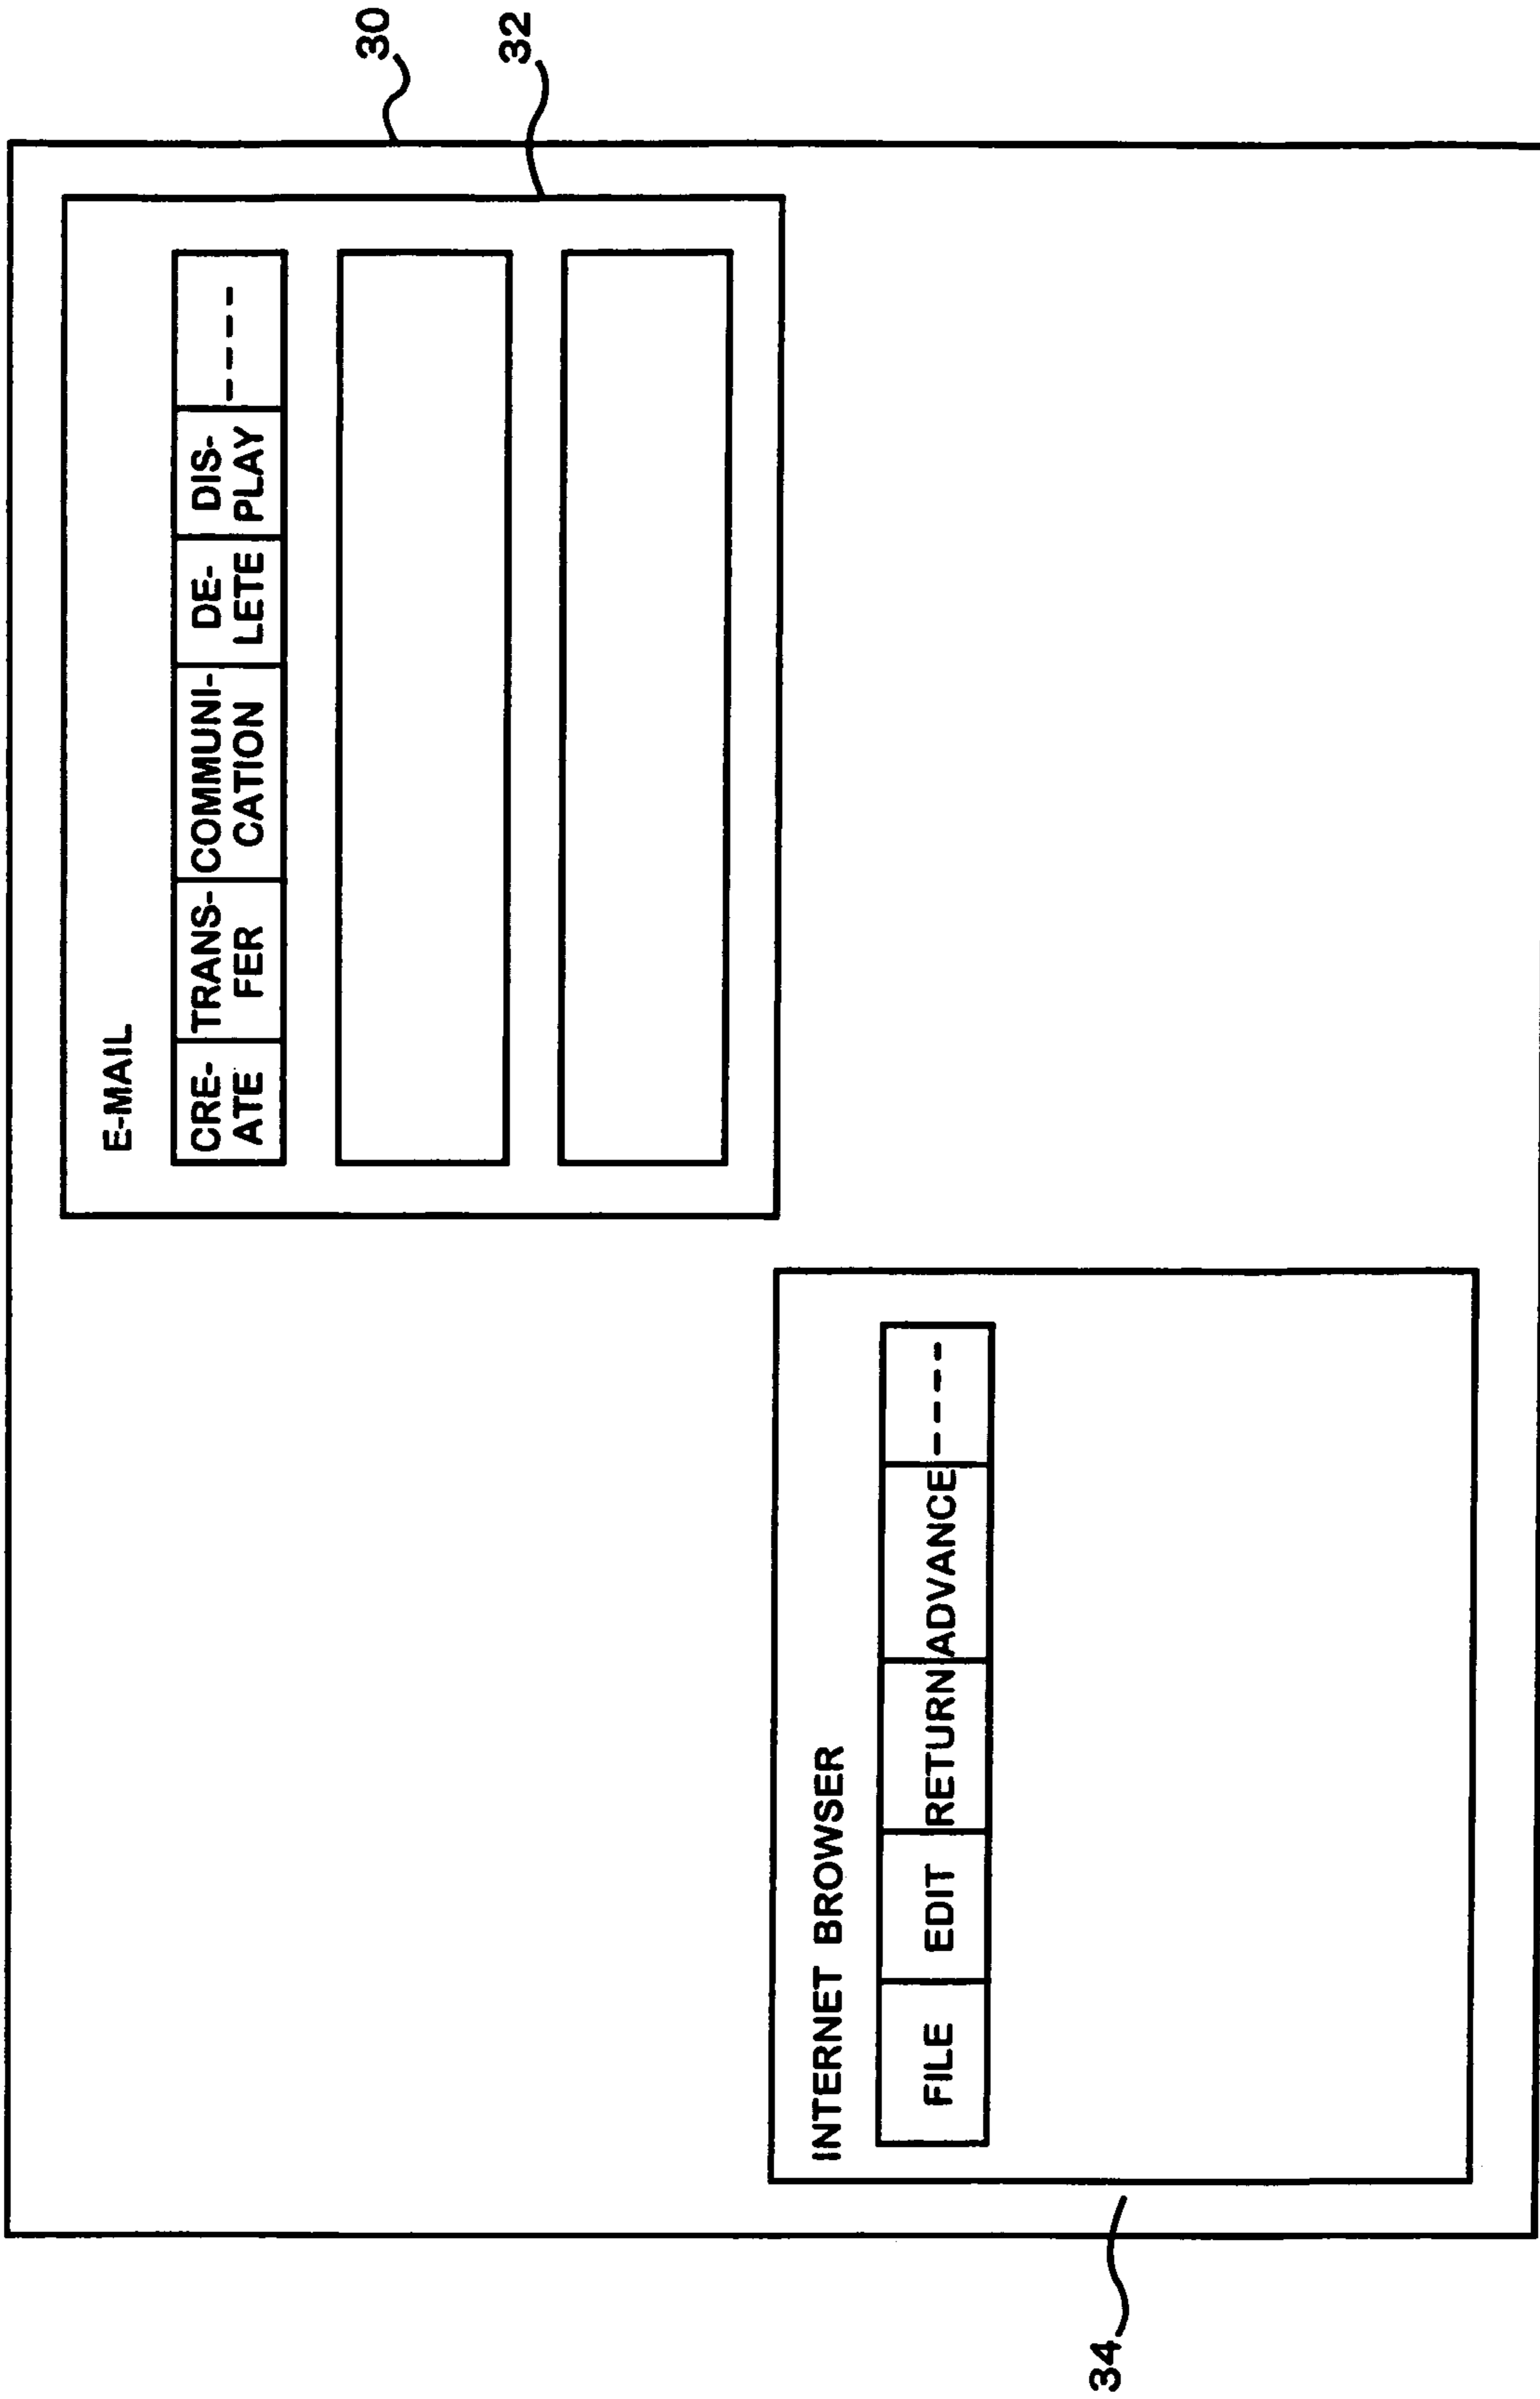 30
32
E-MAIL
CRE-
ATE
TRANS-
FER
COMMUNI-
CATION
DE-
LETE
DIS-
PLAY
----
INTERNET BROWSER
FILE
EDIT
RETURN
ADVANCE
----
34